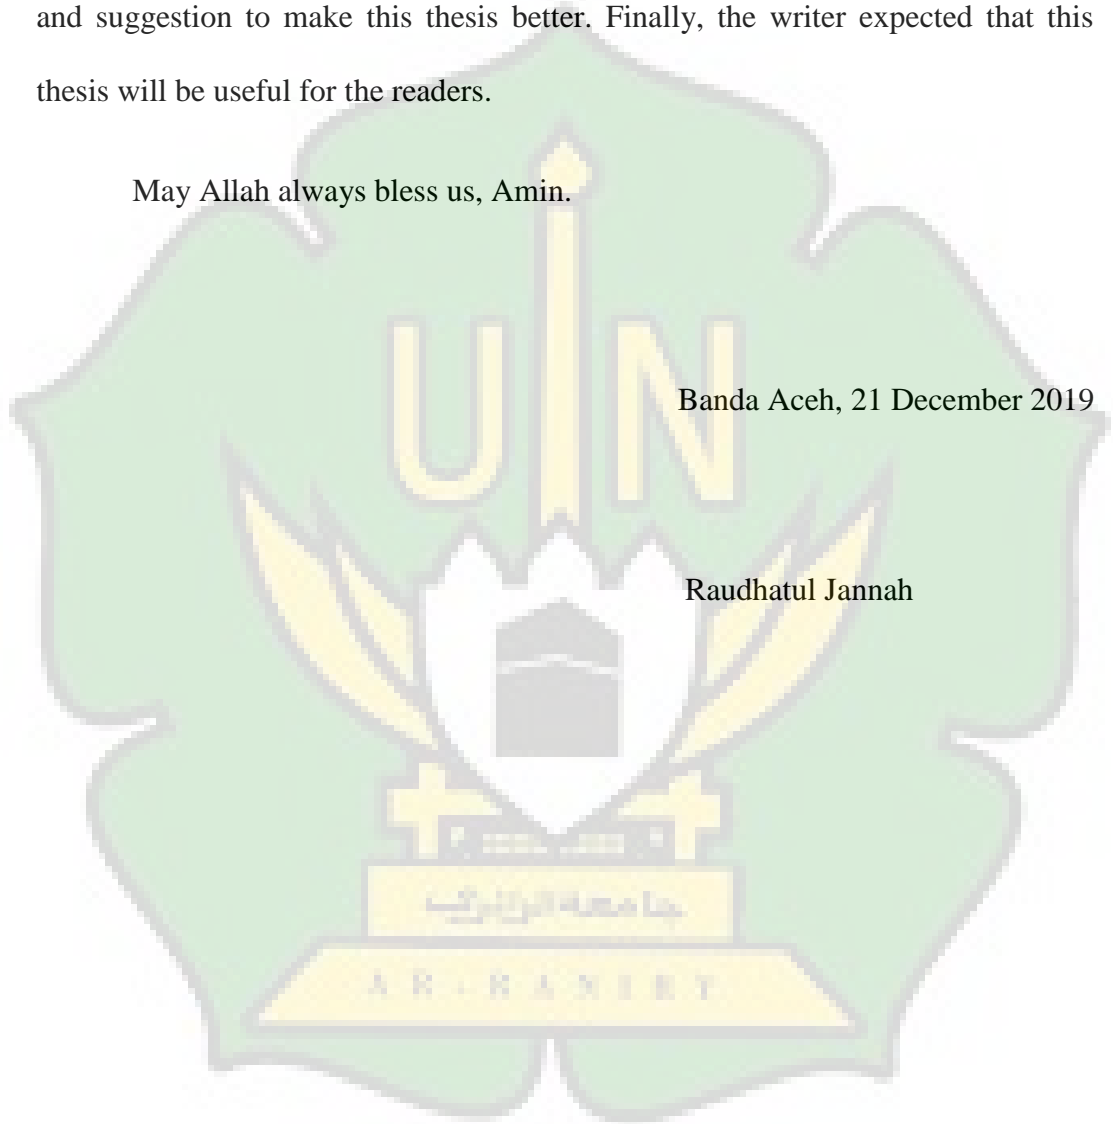 and suggestion to make this thesis better. Finally, the writer expected that this
thesis will be useful for the readers.
May Allah always bless us, Amin.
Banda Aceh, 21 December 2019
Raudhatul Jannah
UIN
جامعة الرانري
AR-RANIRY